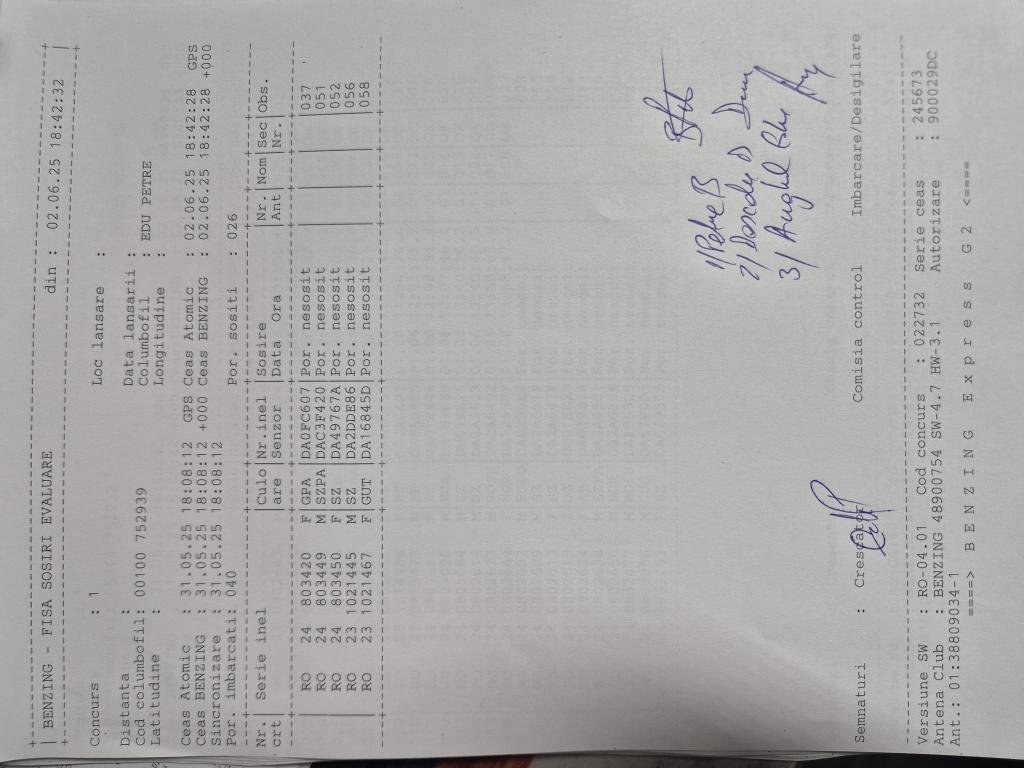 BENZING - FISA SOSIRI EVALUARE din : 02.06.25 18:42:32
Concurs : 1 Loc lansare :
Distanta : Data lansarii :
Cod columbofil: 00100 752939 Columbofil : EDU PETRE
Latitudine : Longitudine :
Ceas Atomic : 31.05.25 18:08:12 GPS Ceas Atomic : 02.06.25 18:42:28 GPS
Ceas BENZING : 31.05.25 18:08:12 +000 Ceas BENZING : 02.06.25 18:42:28 +000
Sincronizare : 31.05.25 18:08:12
Por. imbarcati: 040 Por. sositi : 026
Nr. | Serie inel |Culo|Nr.inel |Sosire |Nr. |Nom|Sec|Obs.
crt| |are |Senzor |Data Ora |Ant| |Nr.|
RO 24 803420 F |GPA |DA0FC607|Por. nesosit | | | |037
RO 24 803449 M |SZPA|DAC3F420|Por. nesosit | | | |051
RO 24 803450 F |SZ |DA49767A|Por. nesosit | | | |052
RO 23 1021445 M |SZ |DA2DDE86|Por. nesosit | | | |056
RO 23 1021467 F |GUT |DA16845D|Por. nesosit | | | |058
1) Petre B
2)
3) Anghel
Semnaturi : Crescator Comisia control Imbarcare/Desigilare
Versiune SW : RO-04.01 Cod concurs : 022732 Serie ceas : 245673
Antena Club : BENZING 48900754 SW-4.7 HW-3.1 Autorizare : 900029DC
Ant.: 01:38809034-1
====> B E N Z I N G E x p r e s s G 2 <====